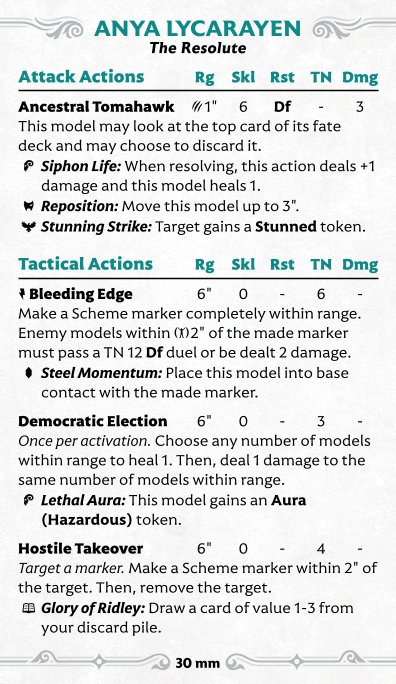 ANYA LYCARAYEN
The Resolute
Attack Actions Rg Skl Rst TN Dmg
Ancestral Tomahawk 1" 6 Df - 3
This model may look at the top card of its fate
deck and may choose to discard it.
Siphon Life: When resolving, this action deals +1
damage and this model heals 1.
Reposition: Move this model up to 3".
Stunning Strike: Target gains a Stunned token.
Tactical Actions Rg Skl Rst TN Dmg
Bleeding Edge 6" 0 - 6 -
Make a Scheme marker completely within range.
Enemy models within 2" of the made marker
must pass a TN 12 Df duel or be dealt 2 damage.
Steel Momentum: Place this model into base
contact with the made marker.
Democratic Election 6" 0 - 3 -
Once per activation. Choose any number of models
within range to heal 1. Then, deal 1 damage to the
same number of models within range.
Lethal Aura: This model gains an Aura
(Hazardous) token.
Hostile Takeover 6" 0 - 4 -
Target a marker. Make a Scheme marker within 2" of
the target. Then, remove the target.
Glory of Ridley: Draw a card of value 1-3 from
your discard pile.
30 mm